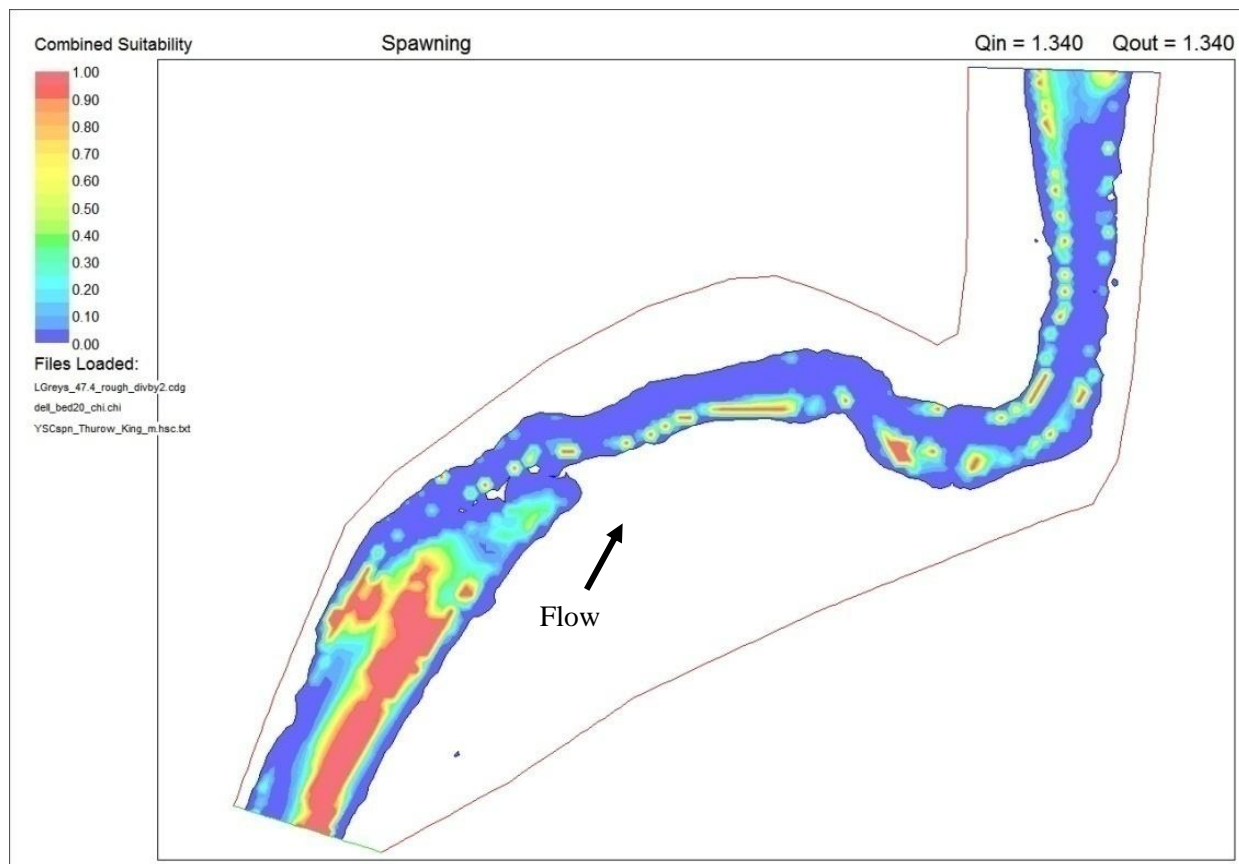 Combined Suitability
Spawning
Qin = 1.340 Qout = 1.340
1.00
0.90
0.80
0.70
0.60
0.50
0.40
0.30
0.20
0.10
0.00
Files Loaded:
LGreys_47.4_rough_divby2.cdg
dell_bed20_chi.chi
YSCspn_Thurow_King_m.hsc.txt
Flow